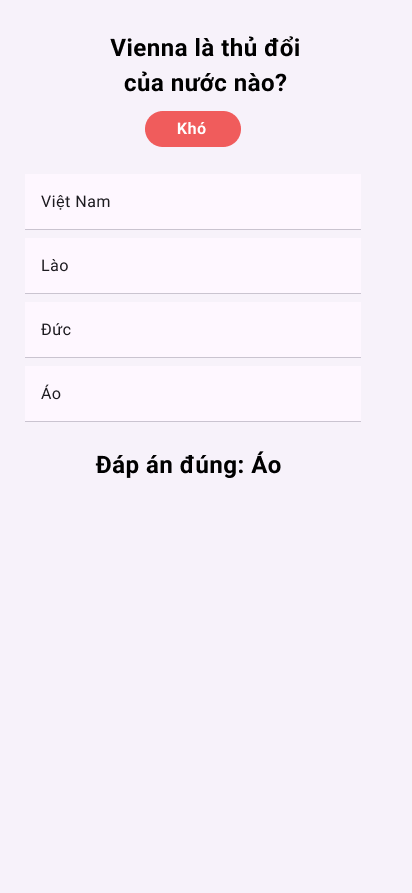 Vienna là thủ đổi
của nước nào?
Khó
Việt Nam
Lào
Đức
Áo
Đáp án đúng: Áo